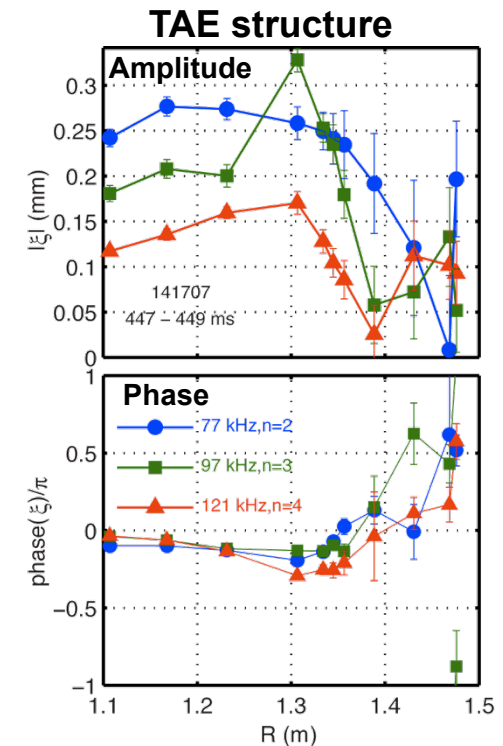 TAE structure
Amplitude
0.3
0.25
0.2
0.15
0.1
0.05
0
|ξ| (mm)
141707
447 − 449 ms
Phase
77 kHz,n=2
97 kHz,n=3
121 kHz,n=4
1
0.5
0
−0.5
−1
phase(ξ)/π
1.1 1.2 1.3 1.4 1.5
R (m)